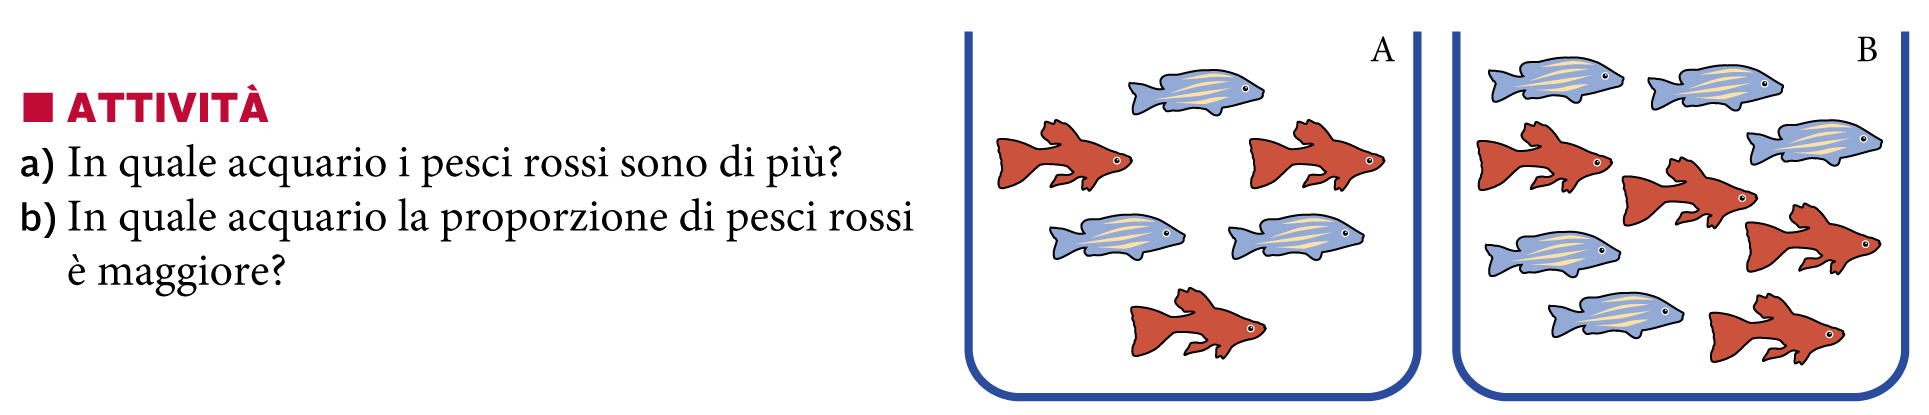 ■ ATTIVITÀ
a) In quale acquario i pesci rossi sono di più?
b) In quale acquario la proporzione di pesci rossi
è maggiore?
A
B